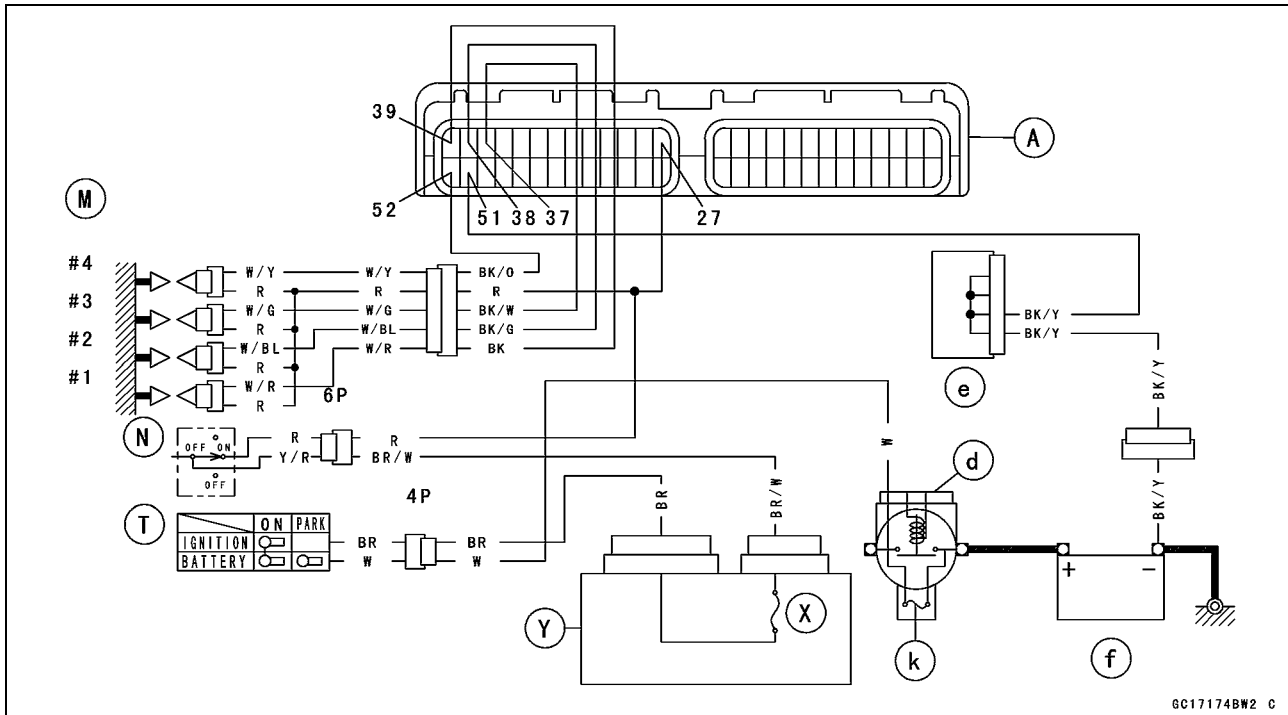 39
A
M
52
51 38 37
27
#4
W/Y W/Y BK/O
R R R
#3
W/G W/G BK/W
R W/BL BK/G
#2
W/BL W/R BK
R
#1
W/R
R
6P
BK/Y
BK/Y
e
BK/Y
N
OFF ON
OFF
R R
Y/R BR/W
4P
W
d
BK/Y
T
ON PARK
IGNITION
BATTERY
BR BR
W W
BR
BR/W
X
Y
k
+ -
f
GC17174BW2 C